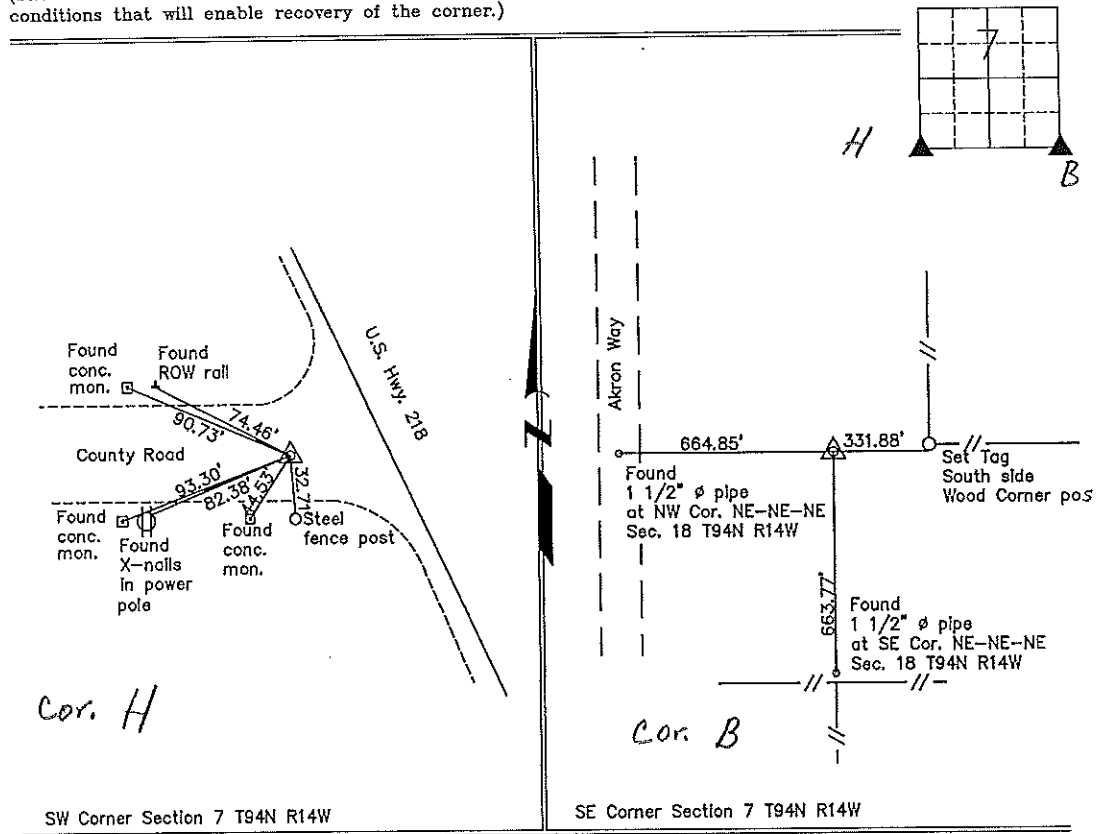 conditions that will enable recovery of the corner.)
7
H
B
Found
conc.
mon.
Found
ROW rail
90.73'
74.46'
U.S. Hwy. 218
County Road
93.30'
82.38'
32.71'
Found
conc.
mon.
Found
X-nails
in power
pole
Found
conc.
mon.
Steel
fence post
Cor. H
SW Corner Section 7 T94N R14W
N
Akron Way
664.85'
331.88'
Found
1 1/2" ø pipe
at NW Cor. NE-NE-NE
Sec. 18 T94N R14W
Set Tag
South side
Wood Corner pos
663.77'
Found
1 1/2" ø pipe
at SE Cor. NE-NE-NE
Sec. 18 T94N R14W
Cor. B
SE Corner Section 7 T94N R14W